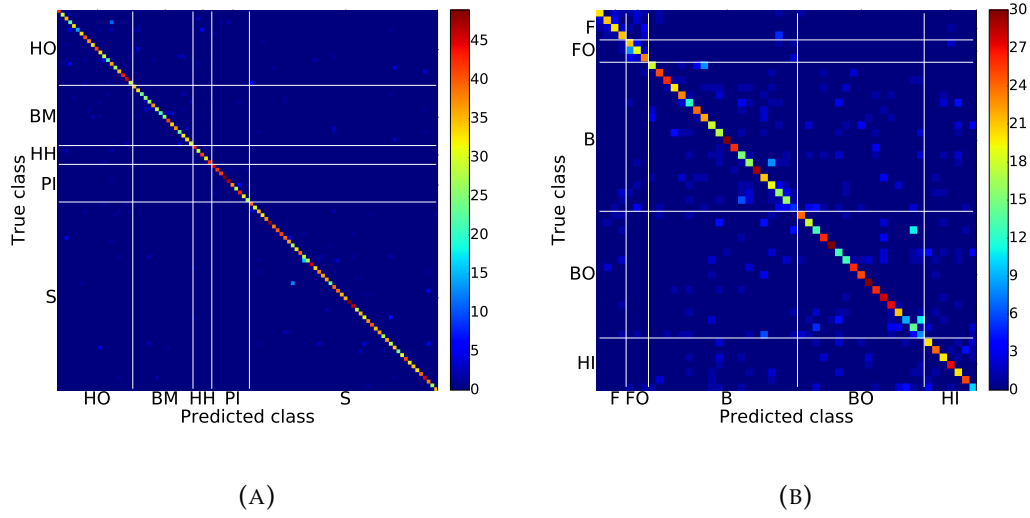 HO
BM
HH
PI
S
True class
HO BM HH PI S
Predicted class
45
40
35
30
25
20
15
10
5
0
(A)
F
FO
B
BO
HI
True class
F FO B BO HI
Predicted class
30
27
24
21
18
15
12
9
6
3
0
(B)